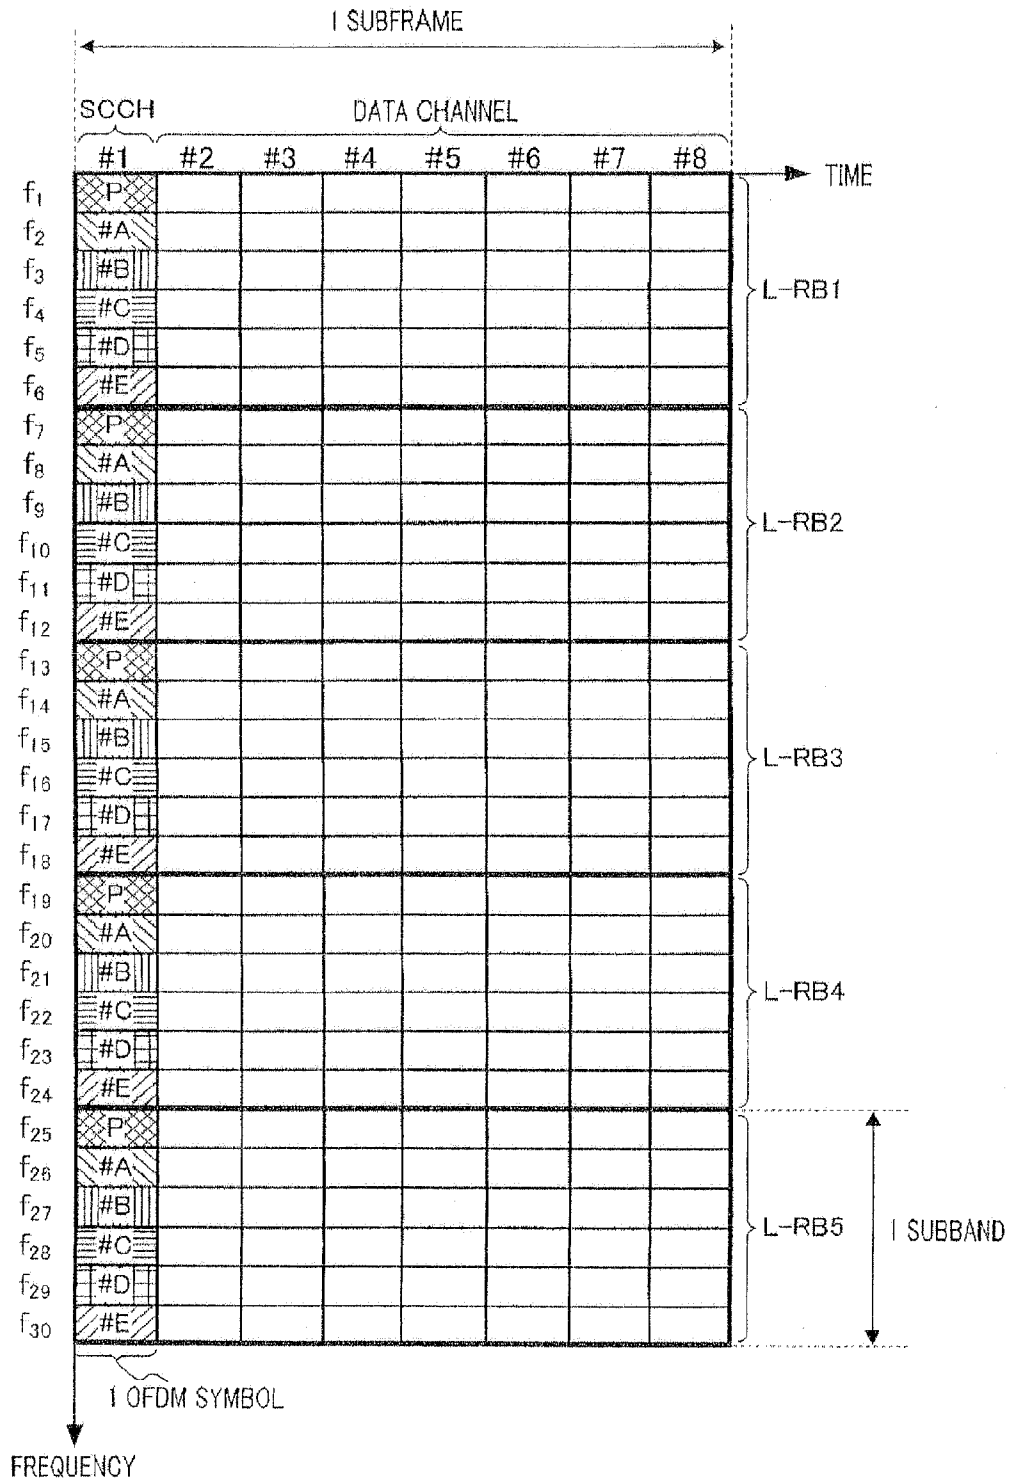 1 SUBFRAME
SCCH DATA CHANNEL
#1 #2 #3 #4 #5 #6 #7 #8 TIME
f1 P
f2 #A
f3 #B
f4 #C
f5 #D
f6 #E
L-RB1
f7 P
f8 #A
f9 #B
f10 #C
f11 #D
f12 #E
L-RB2
f13 P
f14 #A
f15 #B
f16 #C
f17 #D
f18 #E
L-RB3
f19 P
f20 #A
f21 #B
f22 #C
f23 #D
f24 #E
L-RB4
f25 P
f26 #A
f27 #B
f28 #C
f29 #D
f30 #E
L-RB5
1 SUBBAND
1 OFDM SYMBOL
FREQUENCY